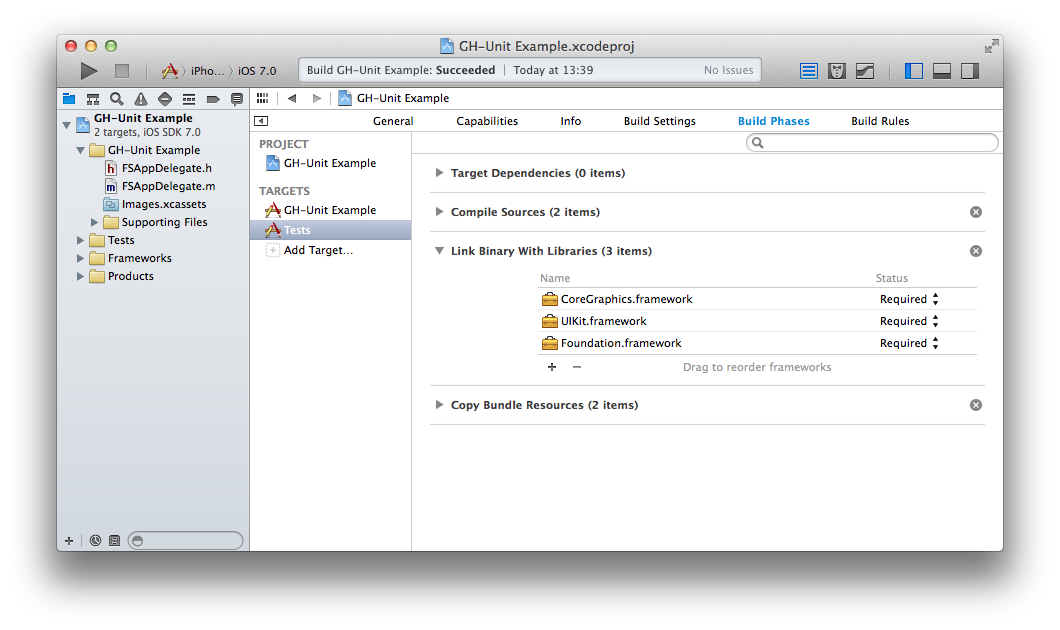 GH-Unit Example.xcodeproj
iPho... iOS 7.0
Build GH-Unit Example: Succeeded | Today at 13:39 No Issues
GH-Unit Example
GH-Unit Example
2 targets, iOS SDK 7.0
GH-Unit Example
FSAppDelegate.h
FSAppDelegate.m
Images.xcassets
Supporting Files
Tests
Frameworks
Products
General Capabilities Info Build Settings Build Phases Build Rules
PROJECT
GH-Unit Example
TARGETS
GH-Unit Example
Tests
Add Target...
Target Dependencies (0 items)
Compile Sources (2 items)
Link Binary With Libraries (3 items)
Name Status
CoreGraphics.framework Required
UIKit.framework Required
Foundation.framework Required
Drag to reorder frameworks
Copy Bundle Resources (2 items)